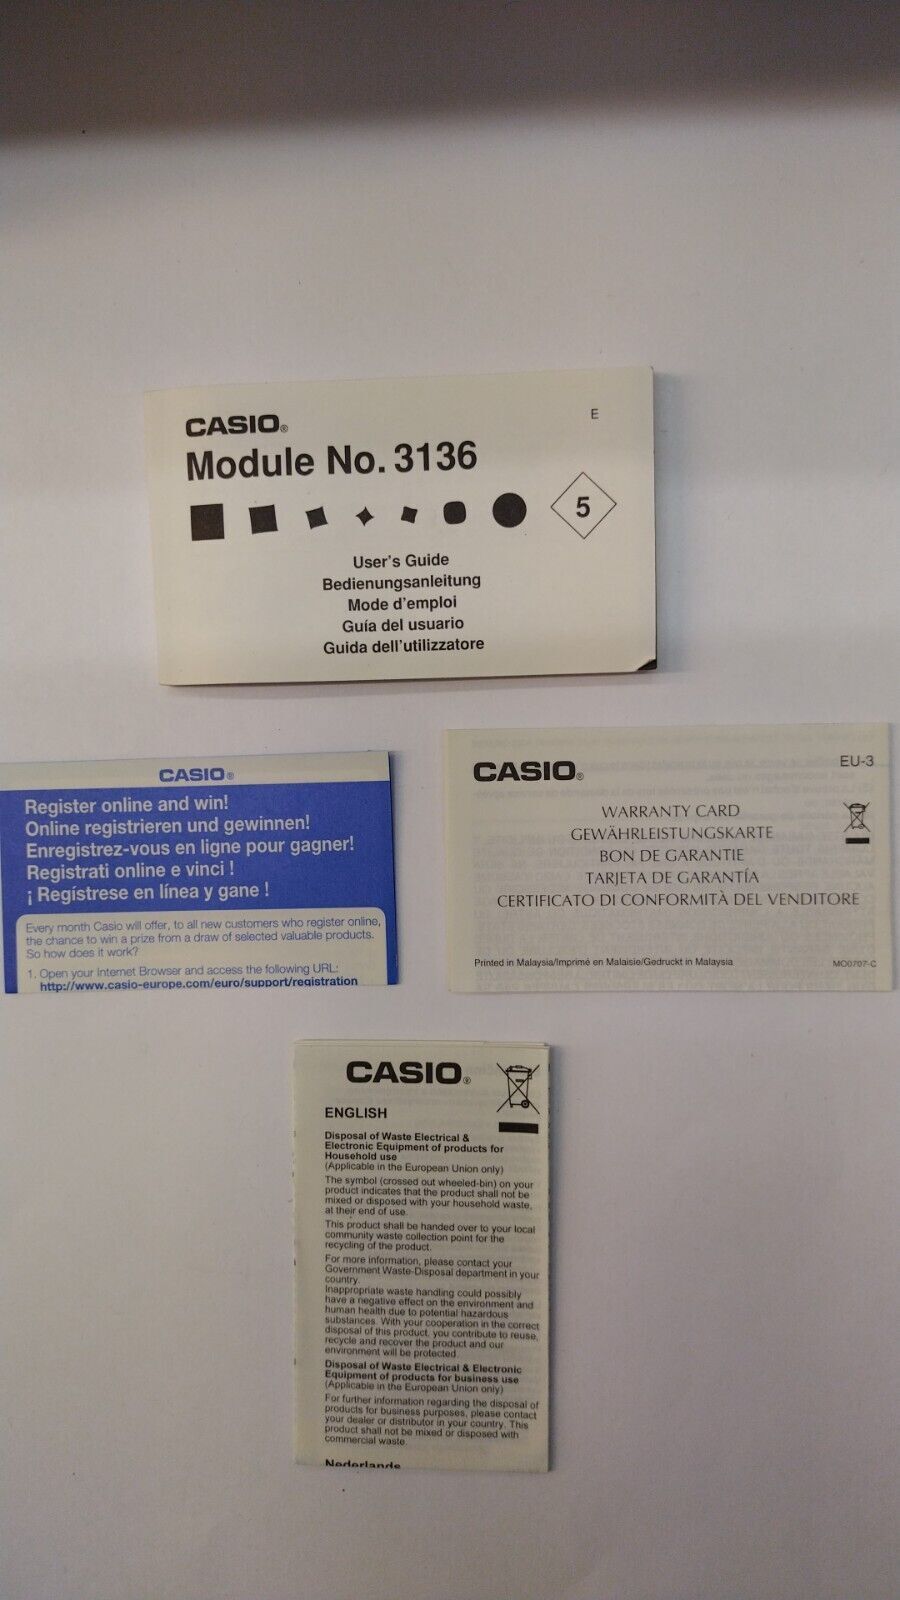 CASIO®
E
Module No. 3136
5
User's Guide
Bedienungsanleitung
Mode d'emploi
Guía del usuario
Guida dell'utilizzatore
CASIO®
Register online and win!
Online registrieren und gewinnen!
Enregistrez-vous en ligne pour gagner!
Registrati online e vinci !
¡ Regístrese en línea y gane !
Every month Casio will offer, to all new customers who register online,
the chance to win a prize from a draw of selected valuable products.
So how does it work?
1. Open your Internet Browser and access the following URL:
http://www.casio-europe.com/euro/support/registration
CASIO®
EU-3
WARRANTY CARD
GEWÄHRLEISTUNGSKARTE
BON DE GARANTIE
TARJETA DE GARANTÍA
CERTIFICATO DI CONFORMITÀ DEL VENDITORE
Printed in Malaysia/Imprimé en Malaisie/Gedruckt in Malaysia
MO0707-C
CASIO®
ENGLISH
Disposal of Waste Electrical &
Electronic Equipment of products for
Household use
(Applicable in the European Union only)
The symbol (crossed out wheeled-bin) on your
product indicates that the product shall not be
mixed or disposed with your household waste,
at their end of use.
This product shall be handed over to your local
community waste collection point for the
recycling of the product.
For more information, please contact your
Government Waste-Disposal department in your
country.
Inappropriate waste handling could possibly
have a negative effect on the environment and
human health due to potential hazardous
substances. With your cooperation in the correct
disposal of this product, you contribute to reuse,
recycle and recover the product and our
environment will be protected.
Disposal of Waste Electrical & Electronic
Equipment of products for business use
(Applicable in the European Union only)
For further information regarding the disposal of
products for business purposes, please contact
your dealer or distributor in your country. This
product shall not be mixed or disposed with
commercial waste.
Nederlands